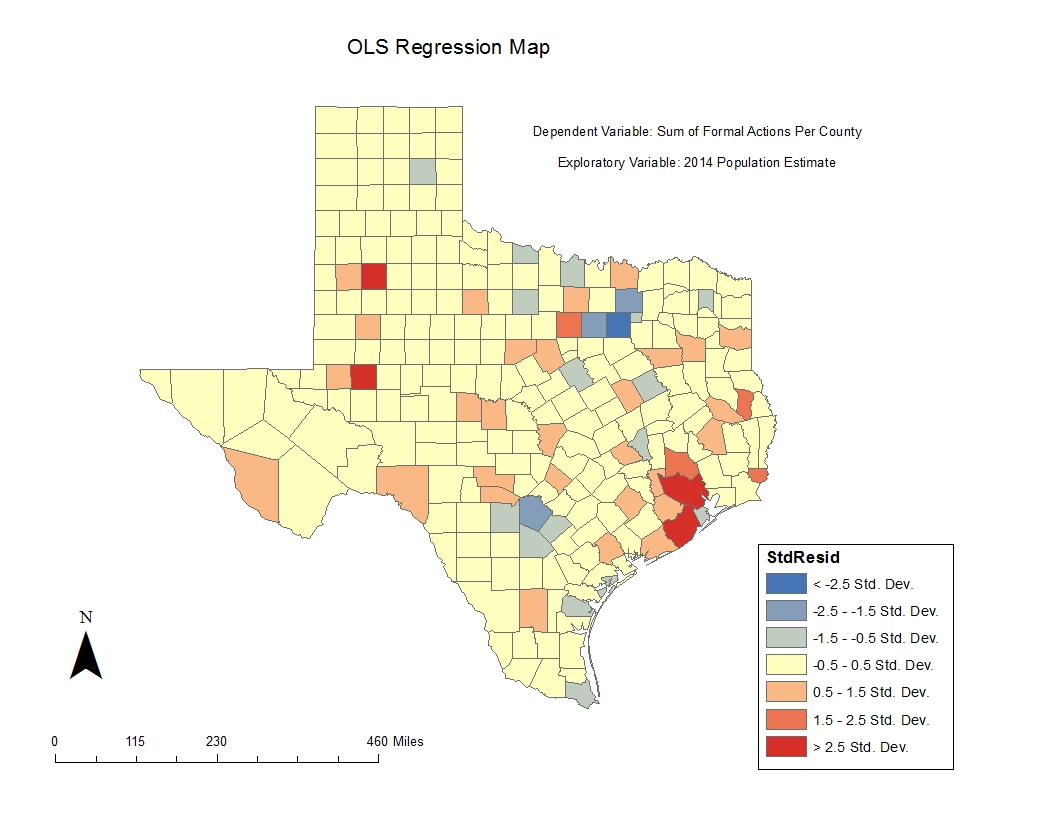 OLS Regression Map
Dependent Variable: Sum of Formal Actions Per County
Exploratory Variable: 2014 Population Estimate
StdResid
< -2.5 Std. Dev.
-2.5 - -1.5 Std. Dev.
-1.5 - -0.5 Std. Dev.
-0.5 - 0.5 Std. Dev.
0.5 - 1.5 Std. Dev.
1.5 - 2.5 Std. Dev.
> 2.5 Std. Dev.
N
0 115 230 460 Miles